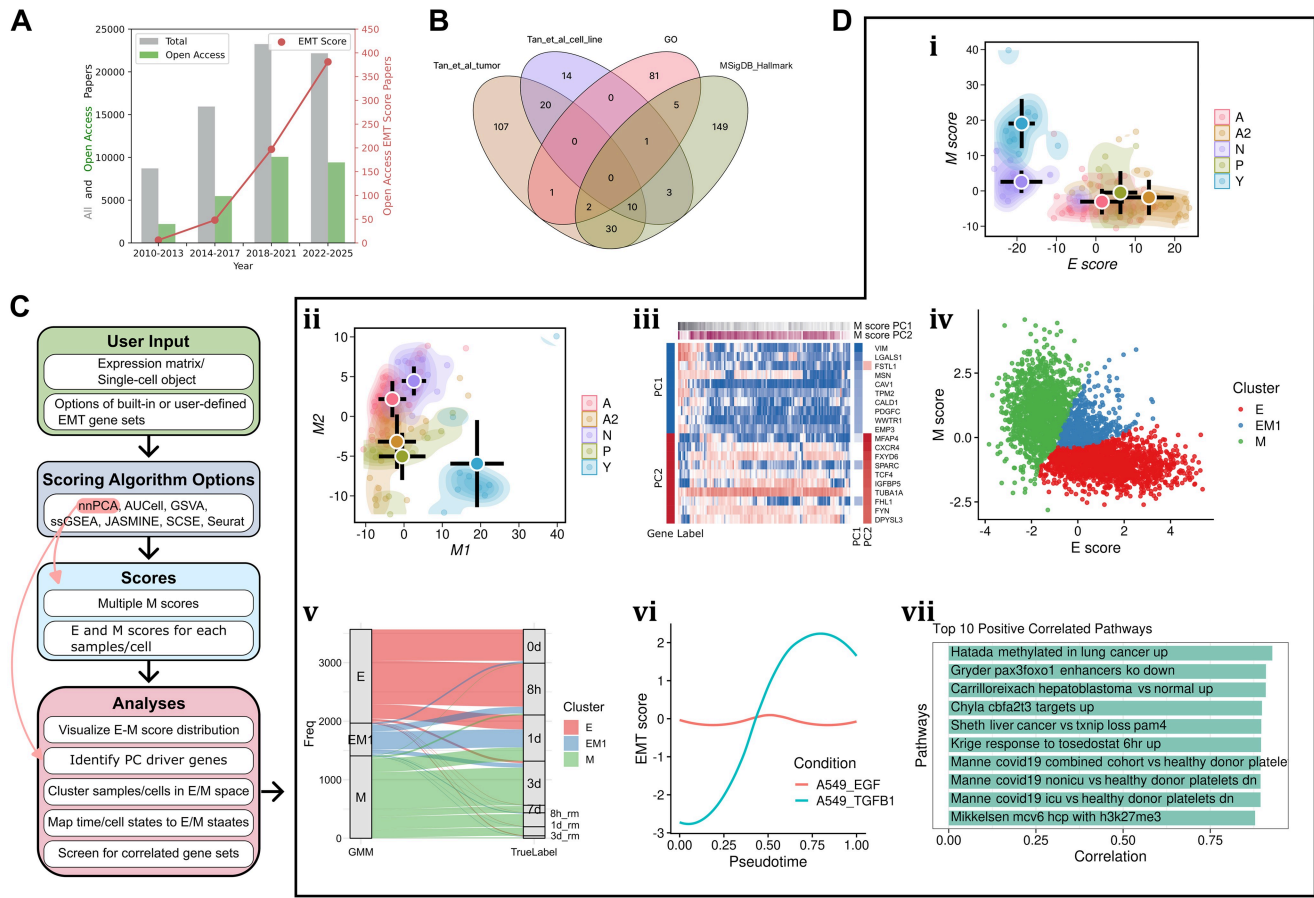 A
25000
20000
15000
10000
5000
0
450
400
350
300
250
200
150
100
50
0
Total
Open Access
EMT Score
All and Open Access Papers
Open Access EMT Score Papers
2010-2013 2014-2017 2018-2021 2022-2025
Year
B
Tan_et_al_cell_line
GO
Tan_et_al_tumor
MSigDB_Hallmark
14
81
20
0
5
107
149
0
1
0
1
3
2
10
30
C
User Input
Expression matrix/
Single-cell object
Options of built-in or user-defined
EMT gene sets
Scoring Algorithm Options
nnPCA, AUCell, GSVA,
ssGSEA, JASMINE, SCSE, Seurat
Scores
Multiple M scores
E and M scores for each
samples/cell
Analyses
Visualize E-M score distribution
Identify PC driver genes
Cluster samples/cells in E/M space
Map time/cell states to E/M staates
Screen for correlated gene sets
D
i
40
30
20
10
0
-10
M score
-20 -10 0 10 20
E score
A
A2
N
P
Y
ii
10
5
0
-5
-10
M2
-10 0 10 20 30 40
M1
A
A2
N
P
Y
iii
M score PC1
M score PC2
PC1
PC2
VIM
LGALS1
FSTL1
MSN
CAV1
TPM2
CALD1
PDGFC
WWTR1
EMP3
MFAP4
CXCR4
FXYD6
SPARC
TCF4
IGFBP5
TUBA1A
FHL1
FYN
DPYSL3
Gene Label
PC1
PC2
iv
2.5
0.0
-2.5
M score
-4 -2 0 2 4
E score
Cluster
E
EM1
M
v
3000
2000
1000
0
Freq
E
EM1
M
0d
8h
1d
3d
7d
8h_rm
1d_rm
3d_rm
GMM
TrueLabel
Cluster
E
EM1
M
vi
2
1
0
-1
-2
-3
EMT score
0.00 0.25 0.50 0.75 1.00
Pseudotime
Condition
A549_EGF
A549_TGFB1
vii
Top 10 Positive Correlated Pathways
Pathways
Hatada methylated in lung cancer up
Gryder pax3foxo1 enhancers ko down
Carrilloreixach hepatoblastoma vs normal up
Chyla cbfa2t3 targets up
Sheth liver cancer vs txnip loss pam4
Krige response to tosedostat 6hr up
Manne covid19 combined cohort vs healthy donor platele
Manne covid19 nonicu vs healthy donor platelets dn
Manne covid19 icu vs healthy donor platelets dn
Mikkelsen mcv6 hcp with h3k27me3
0.00 0.25 0.50 0.75
Correlation